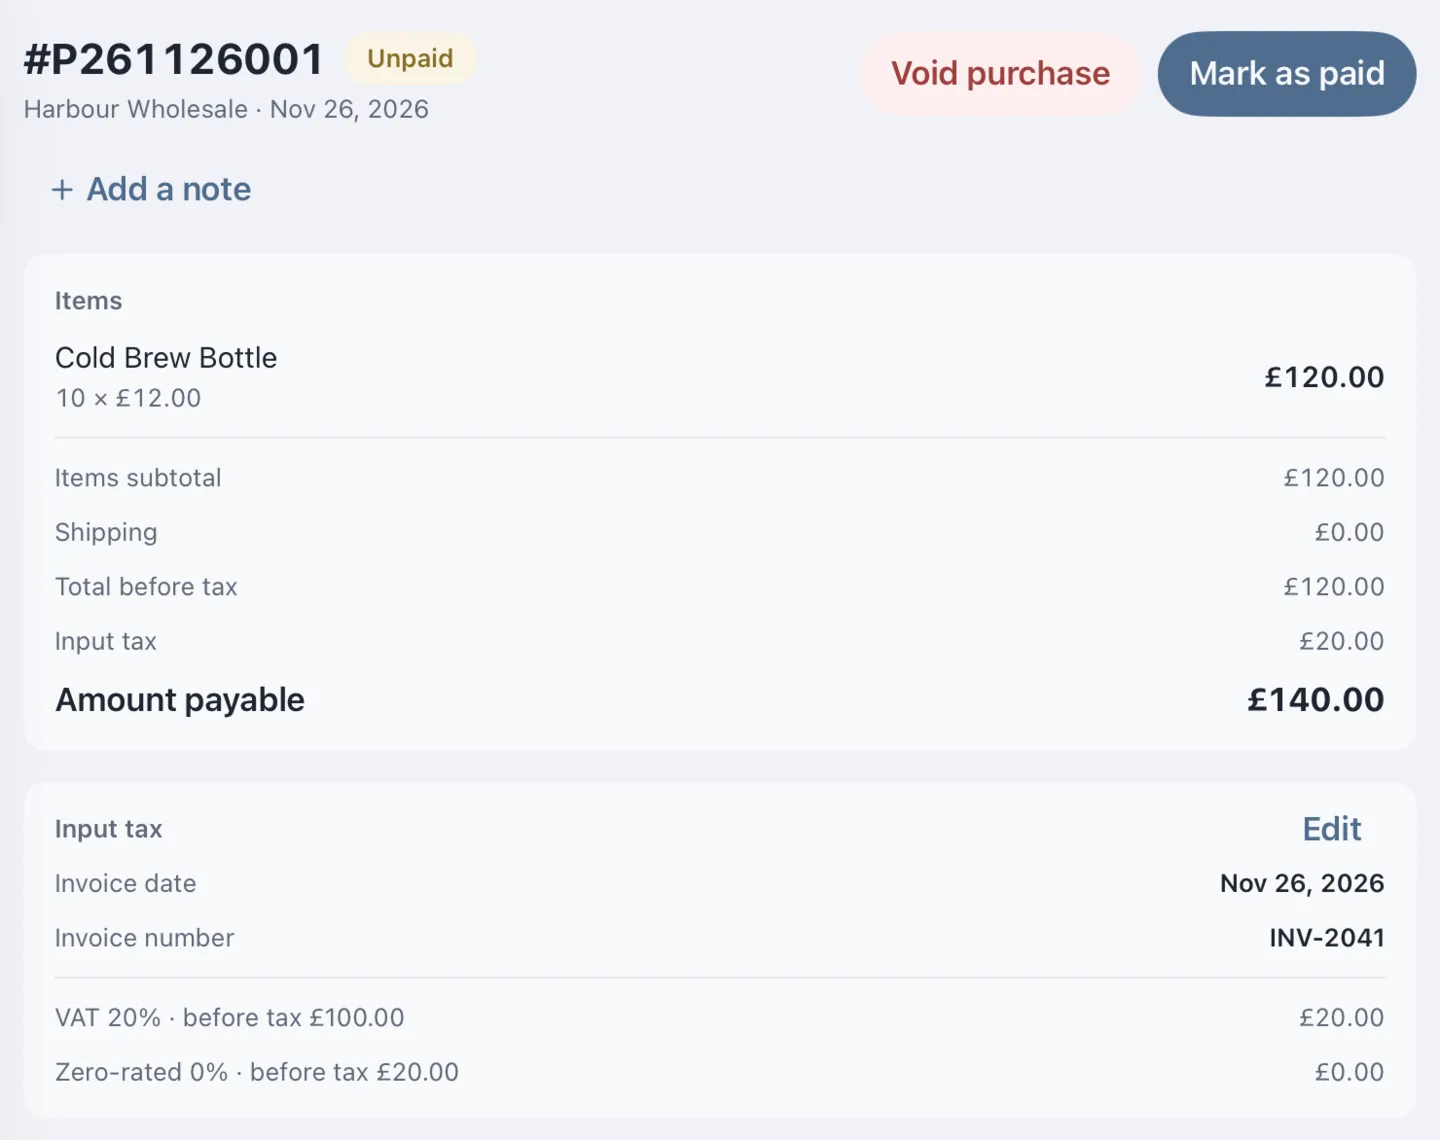 #P261126001 Unpaid
Void purchase
Mark as paid
Harbour Wholesale · Nov 26, 2026
+ Add a note
Items
Cold Brew Bottle
10 × £12.00
£120.00
Items subtotal £120.00
Shipping £0.00
Total before tax £120.00
Input tax £20.00
Amount payable £140.00
Input tax Edit
Invoice date Nov 26, 2026
Invoice number INV-2041
VAT 20% · before tax £100.00 £20.00
Zero-rated 0% · before tax £20.00 £0.00